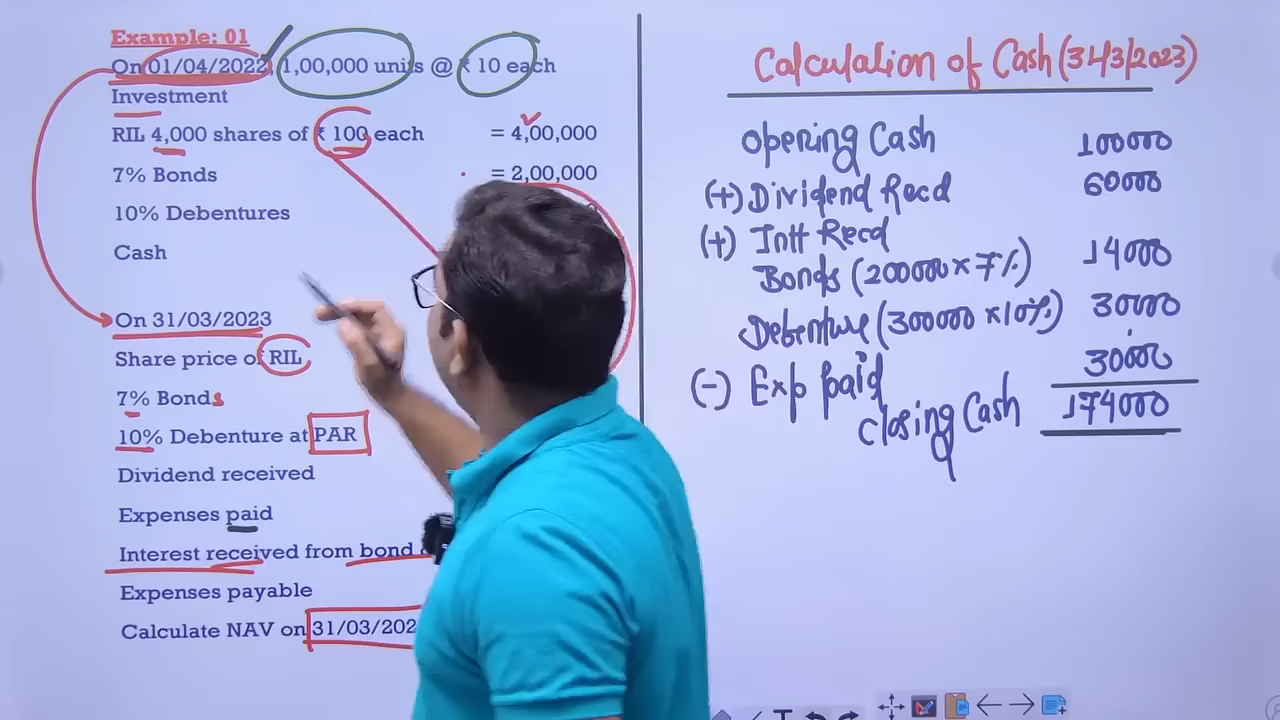 Example: 01
On 01/04/2022, 1,00,000 units @ ₹ 10 each
Investment
RIL 4,000 shares of ₹ 100 each = 4,00,000
7% Bonds = 2,00,000
10% Debentures
Cash
On 31/03/2023
Share price of RIL
7% Bonds
10% Debenture at PAR
Dividend received
Expenses paid
Interest received from bond
Expenses payable
Calculate NAV on 31/03/202
Calculation of Cash (31/3/2023)
Opening Cash 100000
(+) Dividend Recd 60000
(+) Intt Recd
Bonds (200000 × 7%) 14000
Debenture (300000 × 10%) 30000
(-) Exp paid 30000
Closing Cash 174000